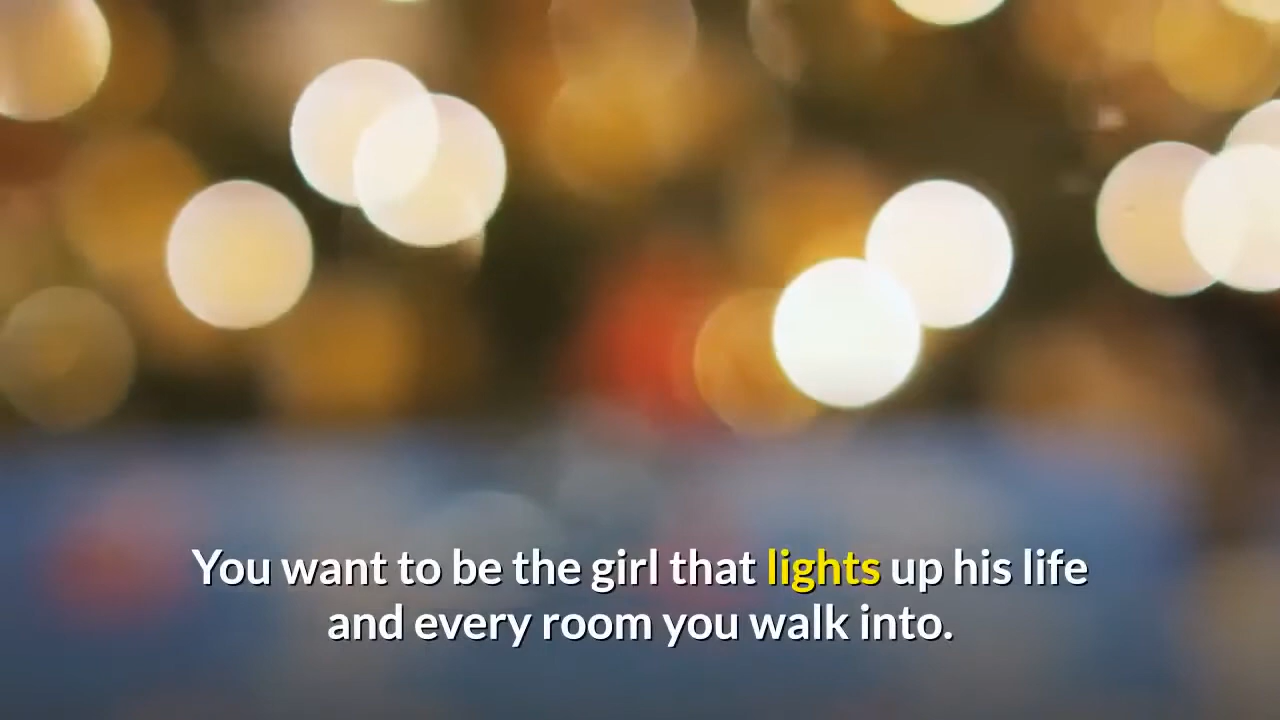 You want to be the girl that lights up his life
and every room you walk into.